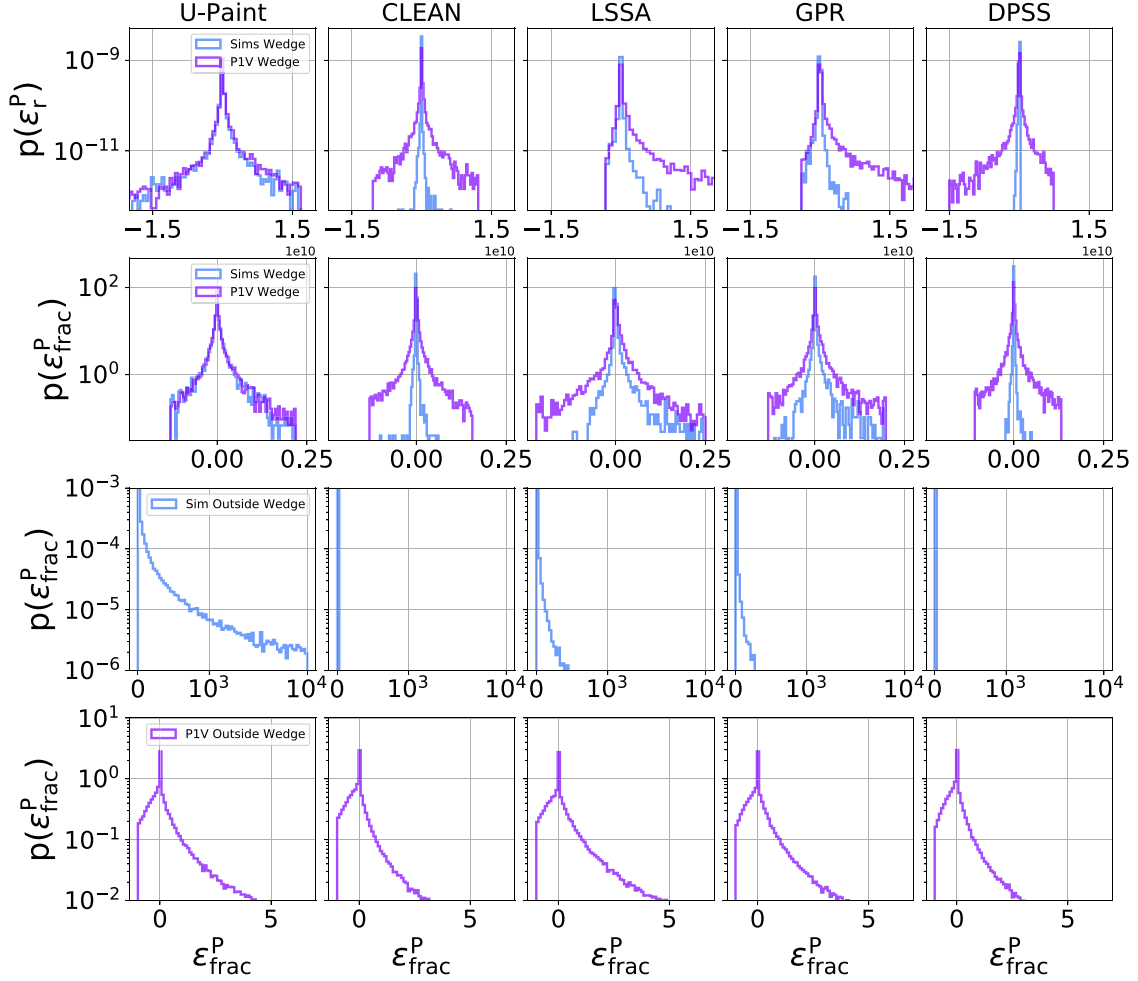 U-Paint CLEAN LSSA GPR DPSS
Sims Wedge
P1V Wedge
p(ε_r^P)
10^−9
10^−11
−1.5 1.5 −1.5 1.5 −1.5 1.5 −1.5 1.5 −1.5 1.5
1e10 1e10 1e10 1e10 1e10
Sims Wedge
P1V Wedge
p(ε_frac^P)
10^2
10^0
0.00 0.25 0.00 0.25 0.00 0.25 0.00 0.25 0.00 0.25
Sim Outside Wedge
p(ε_frac^P)
10^−3
10^−4
10^−5
10^−6
0 10^3 10^4 0 10^3 10^4 0 10^3 10^4 0 10^3 10^4 0 10^3 10^4
P1V Outside Wedge
p(ε_frac^P)
10^1
10^0
10^−1
10^−2
0 5 0 5 0 5 0 5 0 5
ε_frac^P ε_frac^P ε_frac^P ε_frac^P ε_frac^P